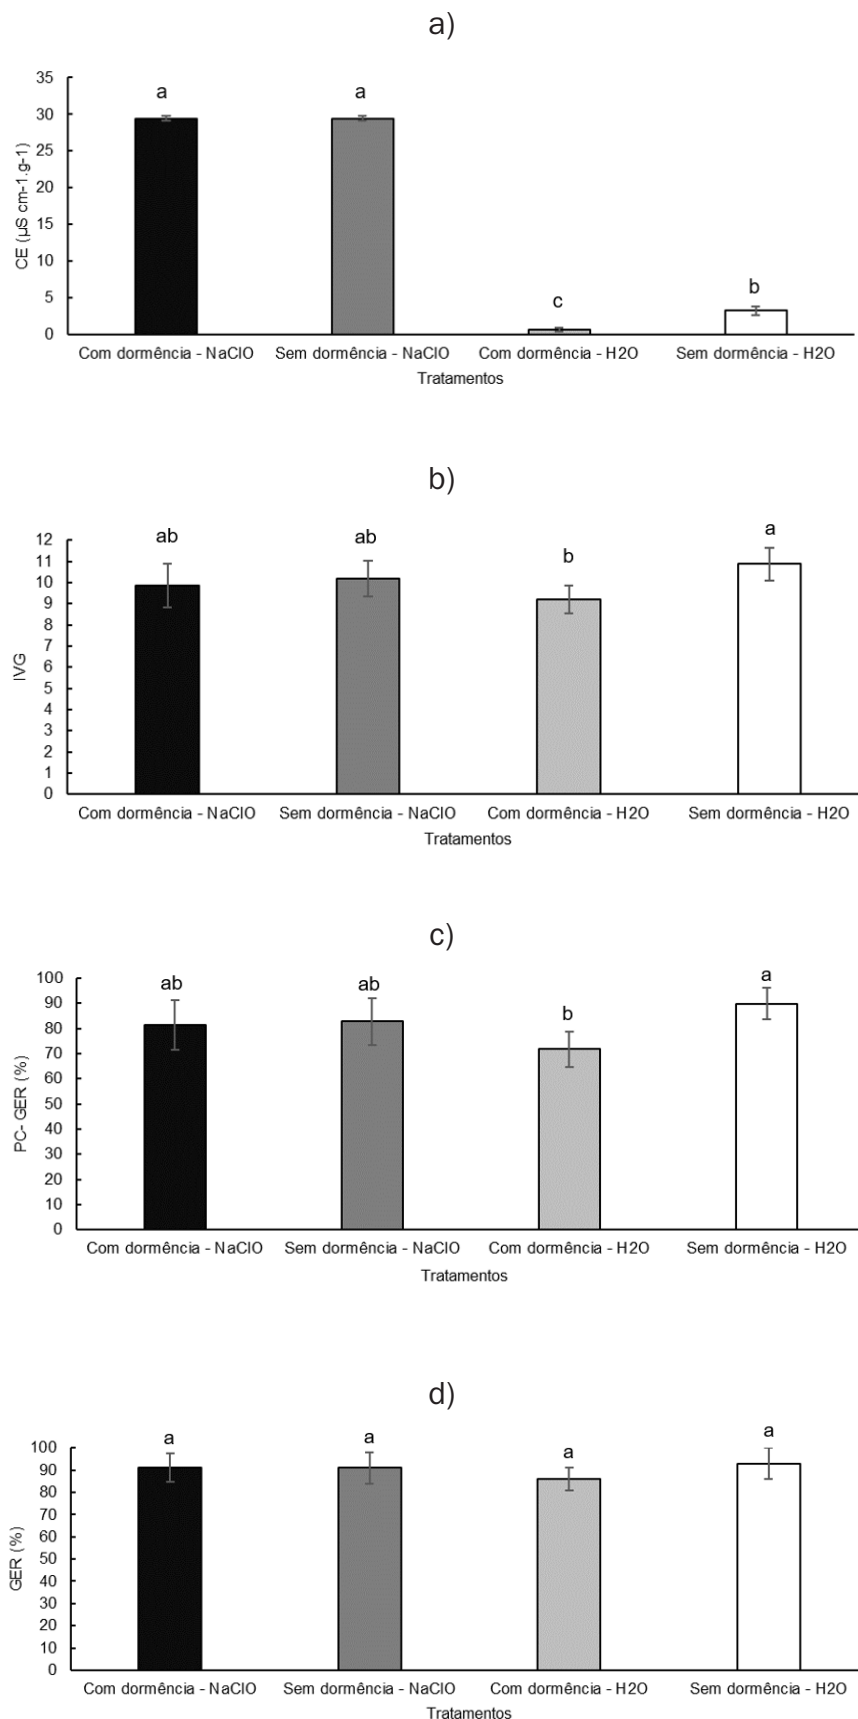 a)
35
30
25
20
15
10
5
0
CE (µS cm-1.g-1)
a
a
c
b
Com dormência - NaClO
Sem dormência - NaClO
Com dormência - H2O
Sem dormência - H2O
Tratamentos
b)
12
11
10
9
8
7
6
5
4
3
2
1
0
IVG
ab
ab
b
a
Com dormência - NaClO
Sem dormência - NaClO
Com dormência - H2O
Sem dormência - H2O
Tratamentos
c)
100
90
80
70
60
50
40
30
20
10
0
PC- GER (%)
ab
ab
b
a
Com dormência - NaClO
Sem dormência - NaClO
Com dormência - H2O
Sem dormência - H2O
Tratamentos
d)
100
90
80
70
60
50
40
30
20
10
0
GER (%)
a
a
a
a
Com dormência - NaClO
Sem dormência - NaClO
Com dormência - H2O
Sem dormência - H2O
Tratamentos